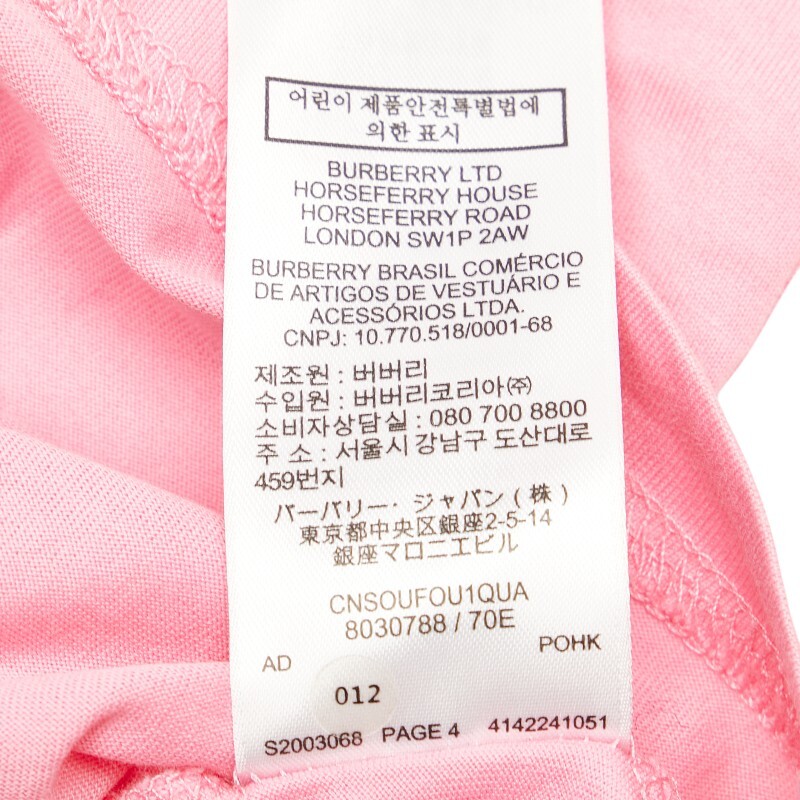 어린이 제품안전특별법에
의한 표시
BURBERRY LTD
HORSEFERRY HOUSE
HORSEFERRY ROAD
LONDON SW1P 2AW
BURBERRY BRASIL COMÉRCIO
DE ARTIGOS DE VESTUÁRIO E
ACESSÓRIOS LTDA.
CNPJ: 10.770.518/0001-68
제조원 : 버버리
수입원 : 버버리코리아㈜
소비자상담실 : 080 700 8800
주 소 : 서울시 강남구 도산대로
459번지
バーバリー・ジャパン(株)
東京都中央区銀座2-5-14
銀座マロニエビル
CNSOUFOU1QUA
8030788 / 70E
AD POHK
012
S2003068 PAGE 4 4142241051